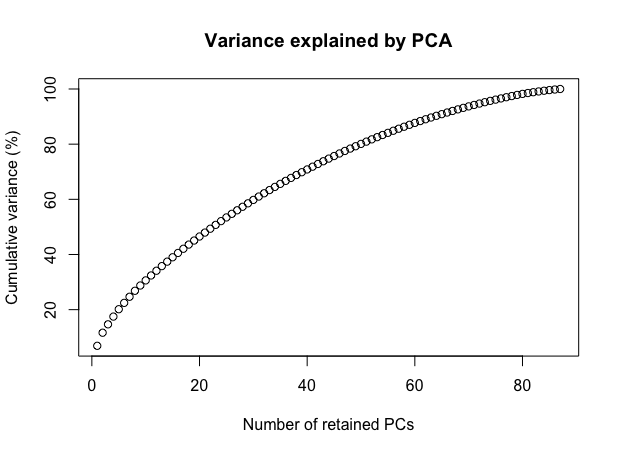 Variance explained by PCA
Cumulative variance (%)
100
80
60
40
20
0 20 40 60 80
Number of retained PCs